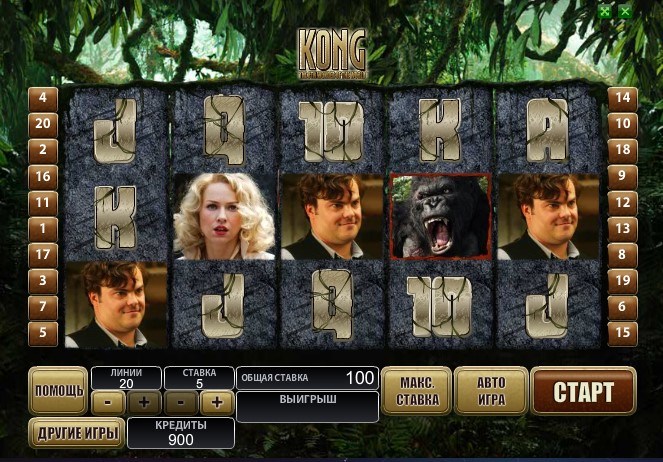 KONG
4
14
J
Q
10
K
A
20
10
2
18
16
9
11
K
12
1
13
17
8
3
19
J
Q
10
J
7
6
5
15
ПОМОЩЬ
ЛИНИИ
20
СТАВКА
5
ОБЩАЯ СТАВКА 100
ВЫИГРЫШ
МАКС.
СТАВКА
АВТО
ИГРА
СТАРТ
- + - +
ДРУГИЕ ИГРЫ
КРЕДИТЫ
900